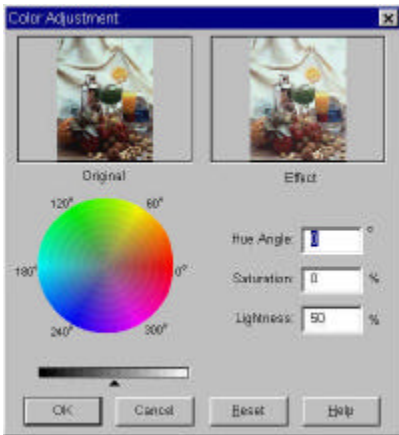 Color Adjustment
Original
Effect
120°
60°
180°
0°
240°
300°
Hue Angle: 0 °
Saturation: 0 %
Lightness: 50 %
OK
Cancel
Reset
Help